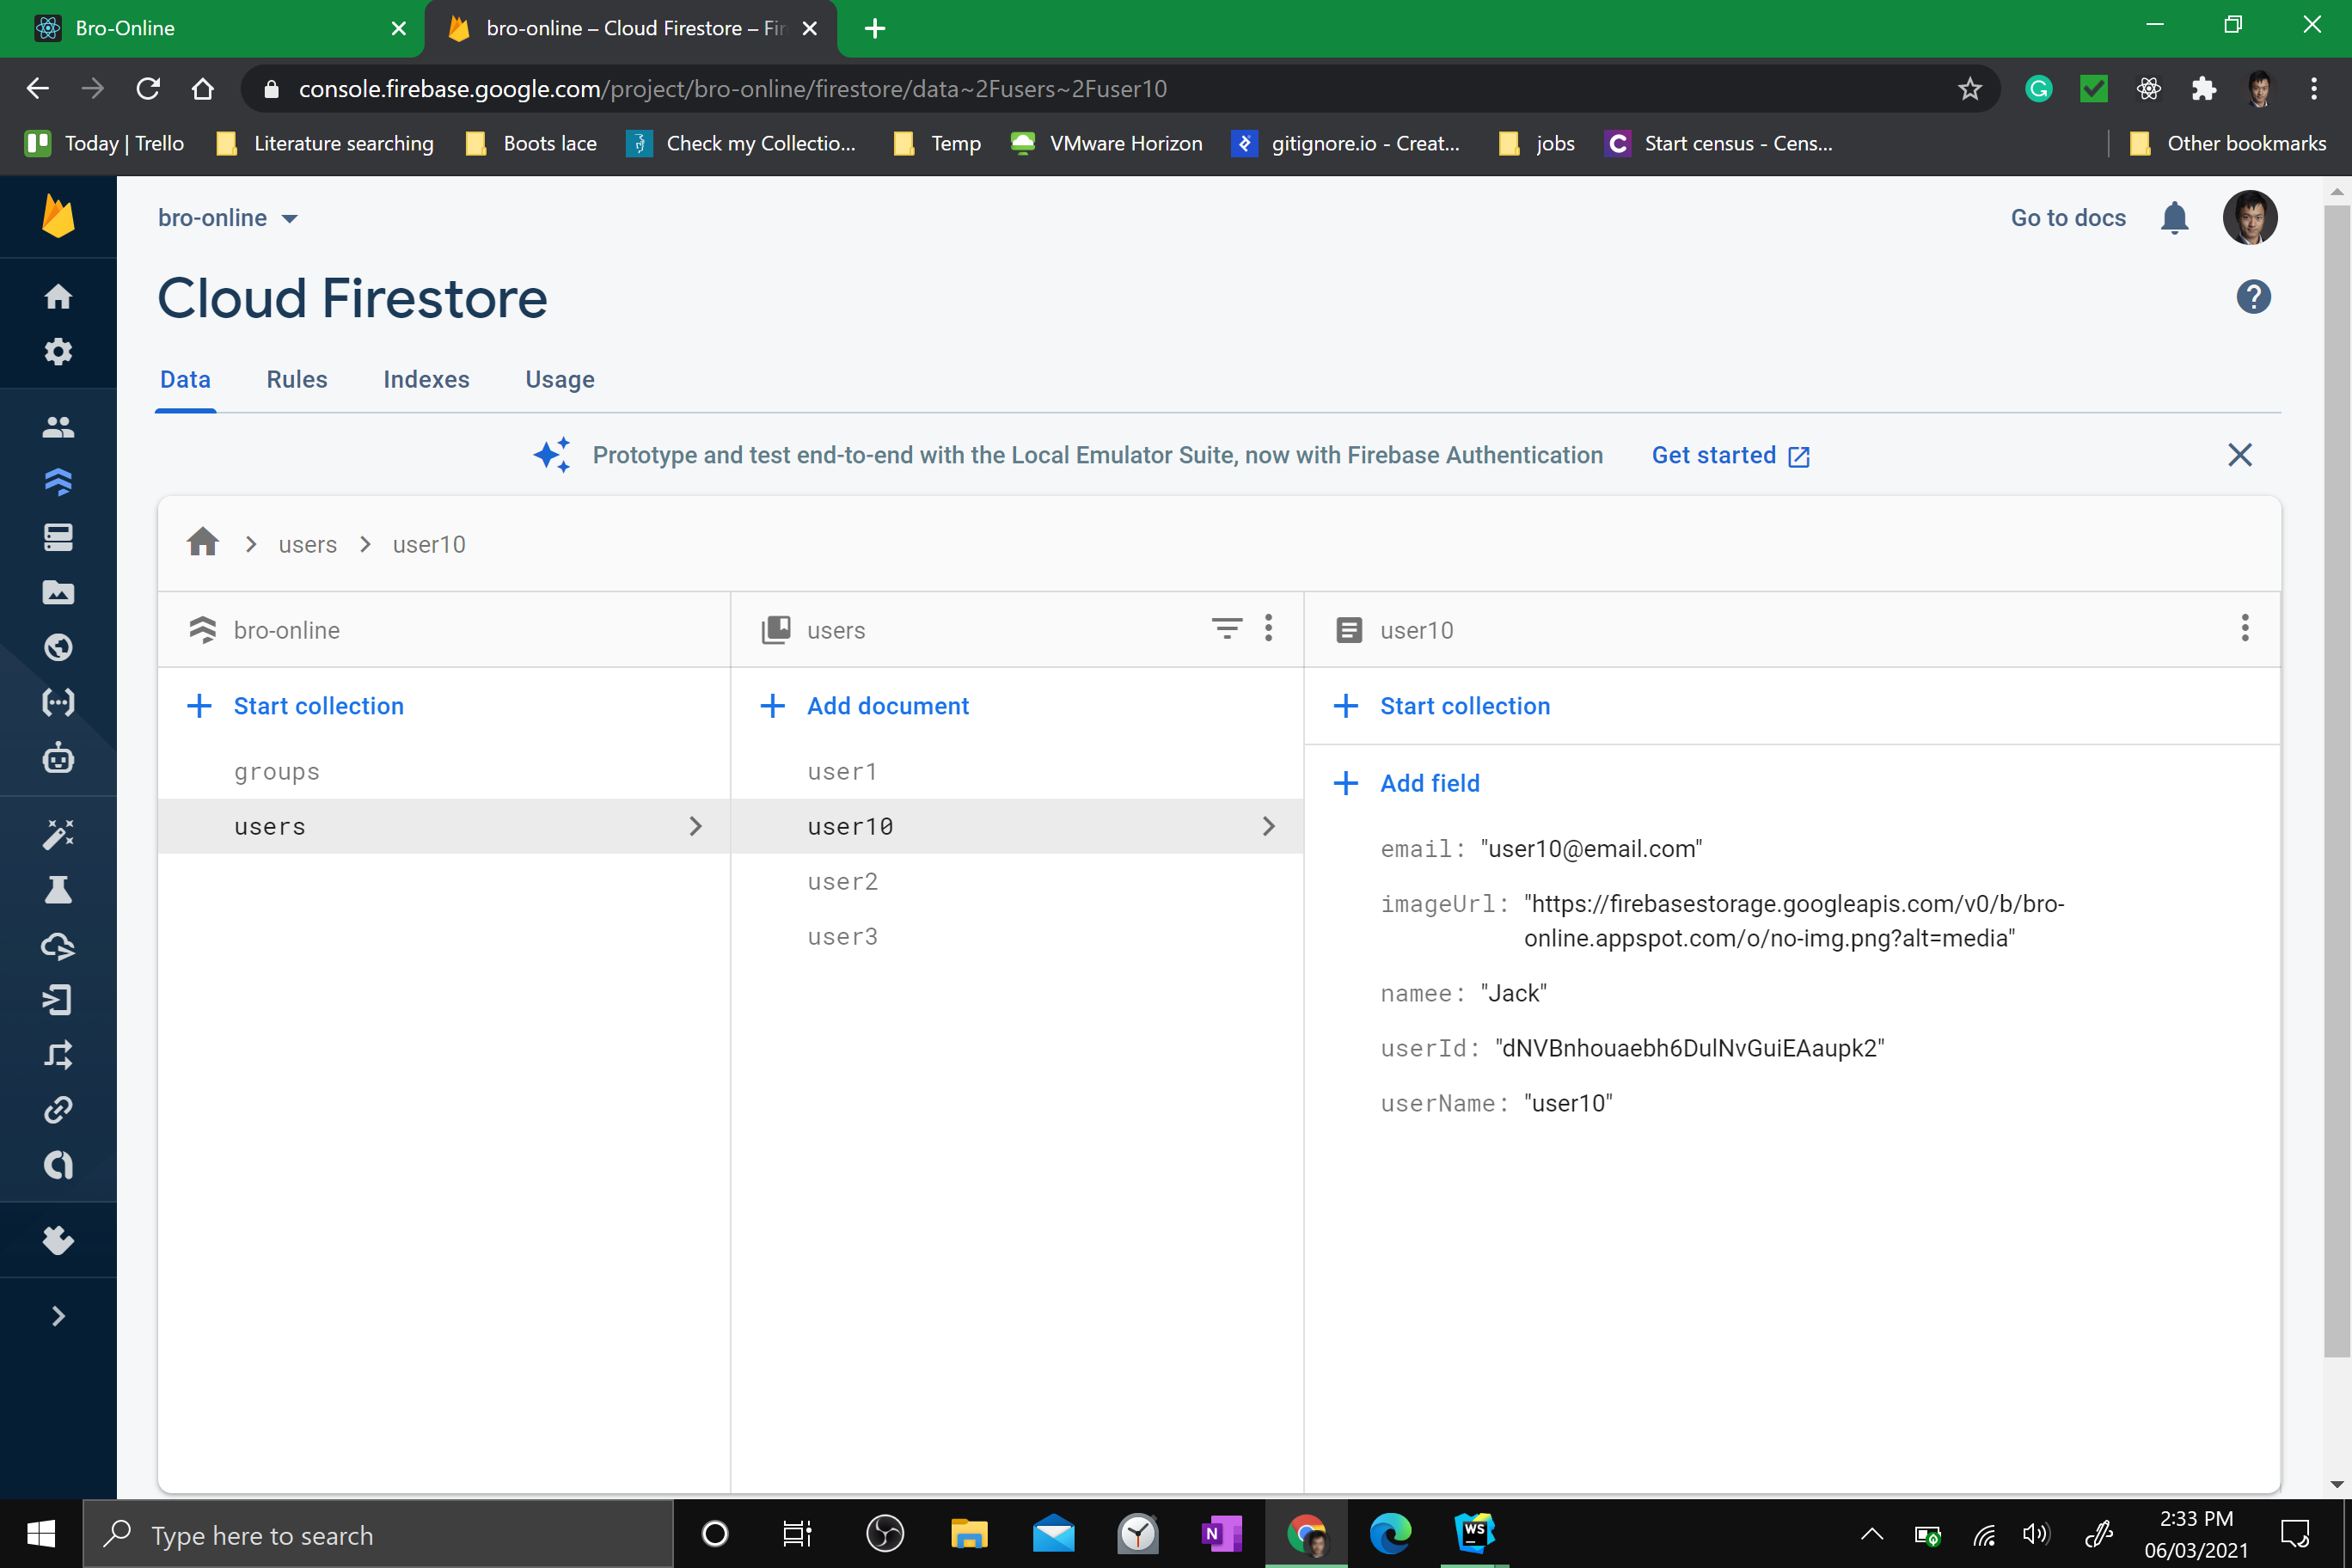 Bro-Online
bro-online – Cloud Firestore – Fir
console.firebase.google.com/project/bro-online/firestore/data~2Fusers~2Fuser10
Today | Trello
Literature searching
Boots lace
Check my Collectio...
Temp
VMware Horizon
gitignore.io - Creat...
jobs
Start census - Cens...
Other bookmarks
bro-online
Go to docs
Cloud Firestore
Data
Rules
Indexes
Usage
Prototype and test end-to-end with the Local Emulator Suite, now with Firebase Authentication
Get started
users
user10
bro-online
users
user10
Start collection
Add document
Start collection
groups
users
user1
user10
user2
user3
Add field
email: "user10@email.com"
imageUrl: "https://firebasestorage.googleapis.com/v0/b/bro-
online.appspot.com/o/no-img.png?alt=media"
namee: "Jack"
userId: "dNVBnhouaebh6DulNvGuiEAaupk2"
userName: "user10"
Type here to search
2:33 PM
06/03/2021